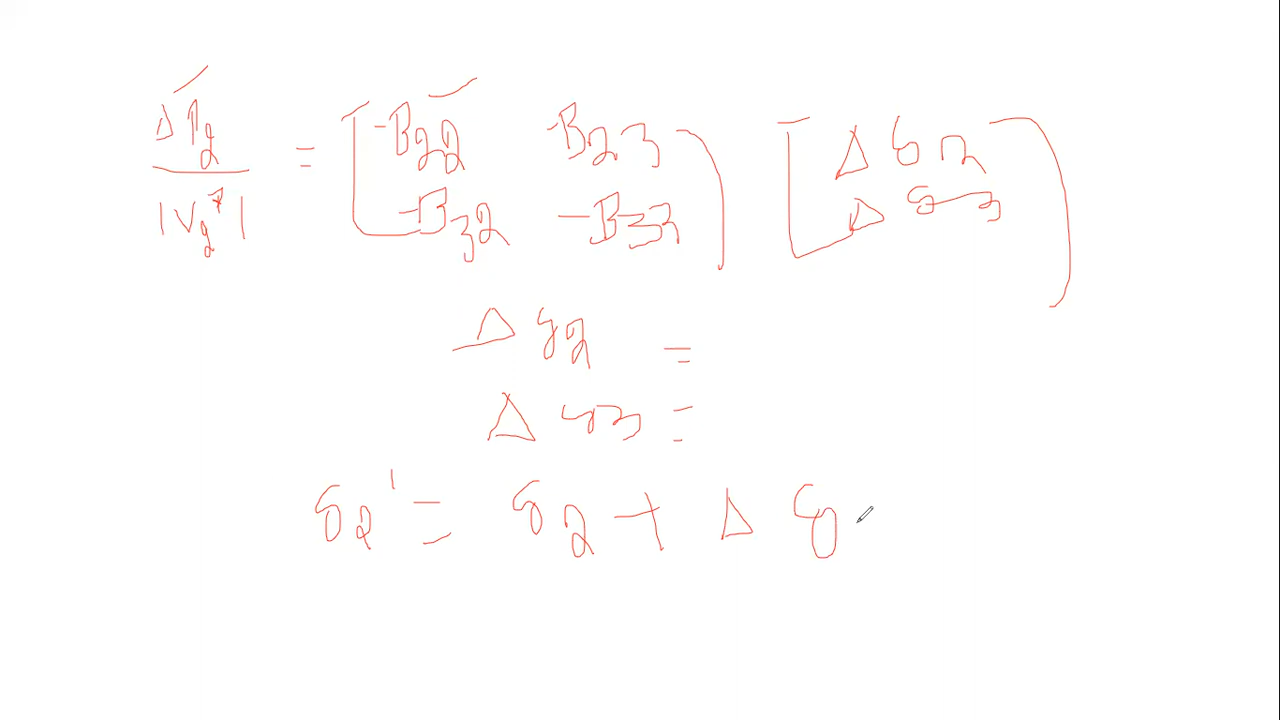 ΔP2 / |V2*| = [-B22 -B23] [Δδ2]
[-B32 -B33] [Δδ3]
Δδ2 =
Δδ3 =
δ2' = δ2 + Δδ